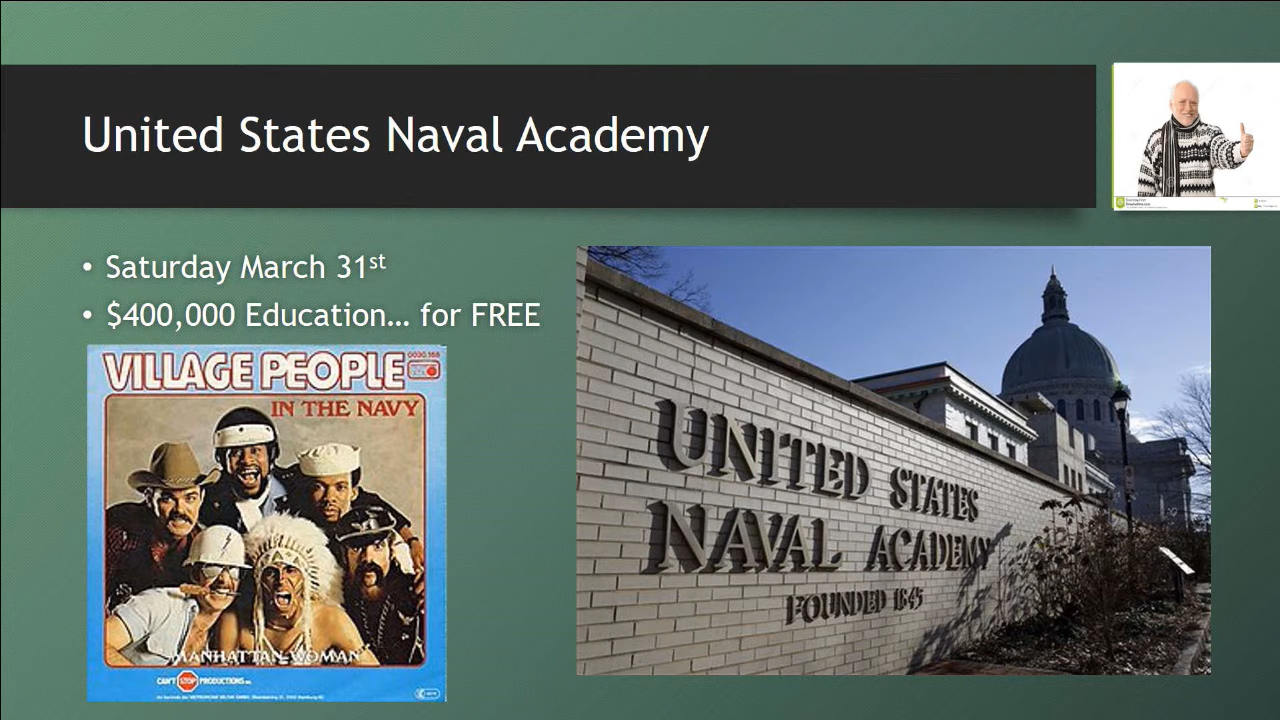 United States Naval Academy
• Saturday March 31st
• $400,000 Education... for FREE
VILLAGE PEOPLE
IN THE NAVY
MANHATTAN WOMAN
CAN'T STOP PRODUCTIONS
UNITED STATES
NAVAL ACADEMY
FOUNDED 1845